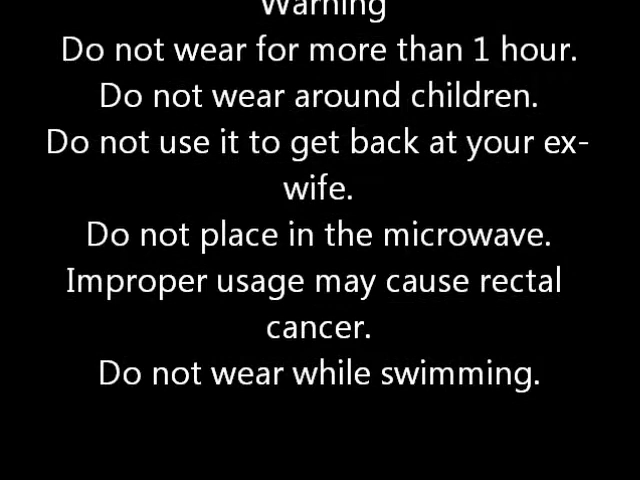 Warning
Do not wear for more than 1 hour.
Do not wear around children.
Do not use it to get back at your ex-
wife.
Do not place in the microwave.
Improper usage may cause rectal
cancer.
Do not wear while swimming.